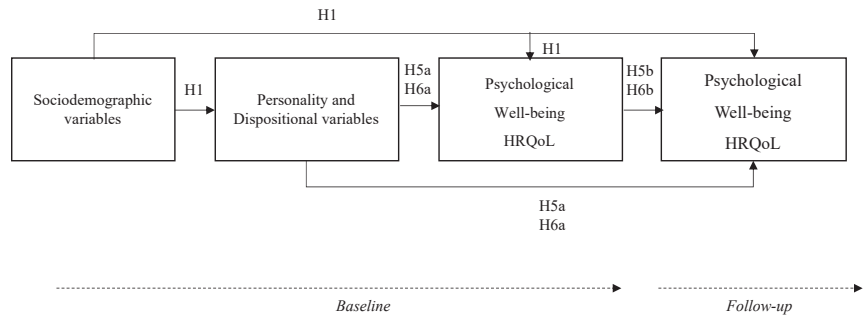 H1
H1
Sociodemographic
variables
H1
Personality and
Dispositional variables
H5a
H6a
Psychological
Well-being
HRQoL
H5b
H6b
Psychological
Well-being
HRQoL
H5a
H6a
Baseline
Follow-up